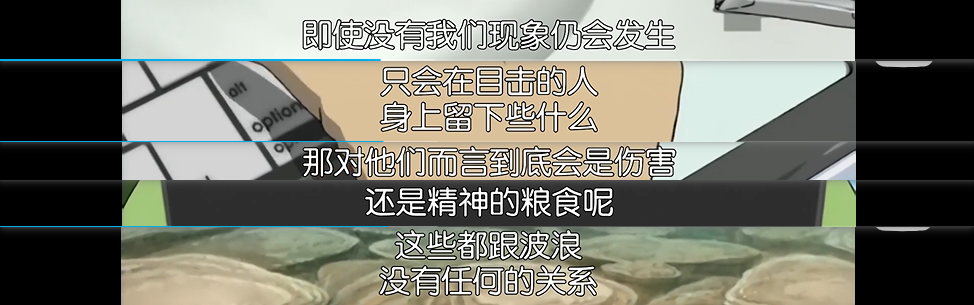 即使没有我们现象仍会发生
只会在目击的人
alt
身上留下些什么
option
那对他们而言到底会是伤害
还是精神的粮食呢
这些都跟波浪
没有任何的关系